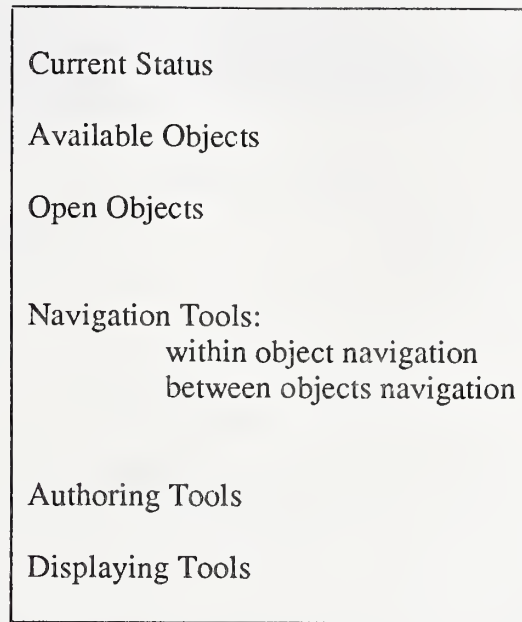 Current Status
Available Objects
Open Objects
Navigation Tools:
within object navigation
between objects navigation
Authoring Tools
Displaying Tools